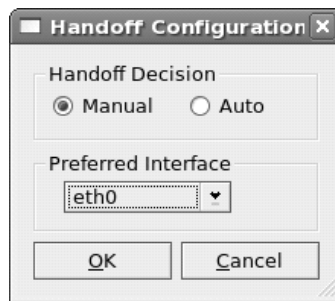 Handoff Configuration
Handoff Decision
Manual Auto
Preferred Interface
eth0
OK Cancel